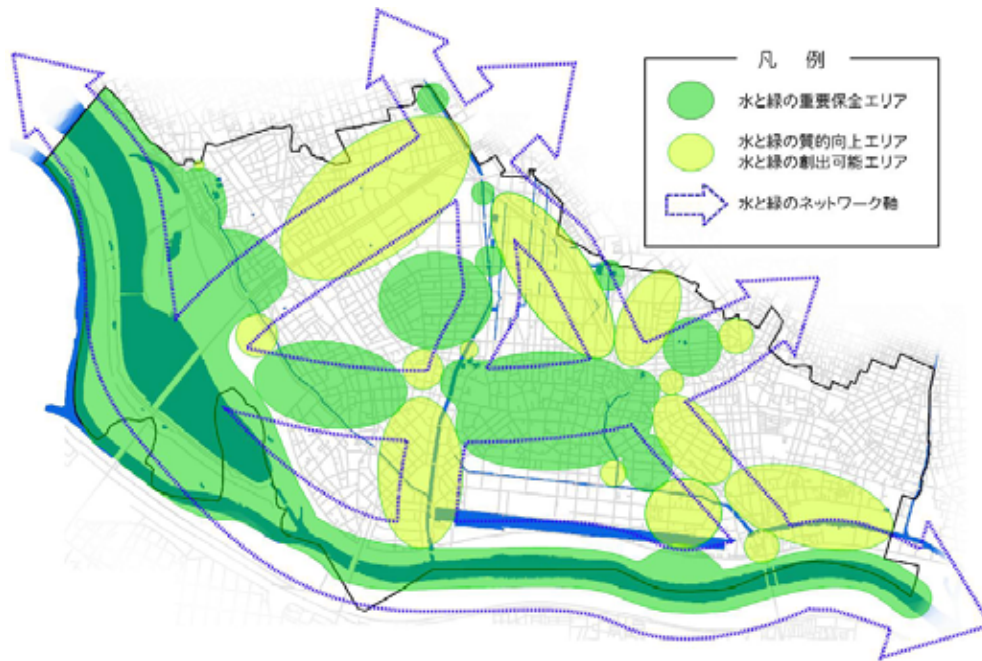 凡 例
水と緑の重要保全エリア
水と緑の質的向上エリア
水と緑の創出可能エリア
水と緑のネットワーク軸